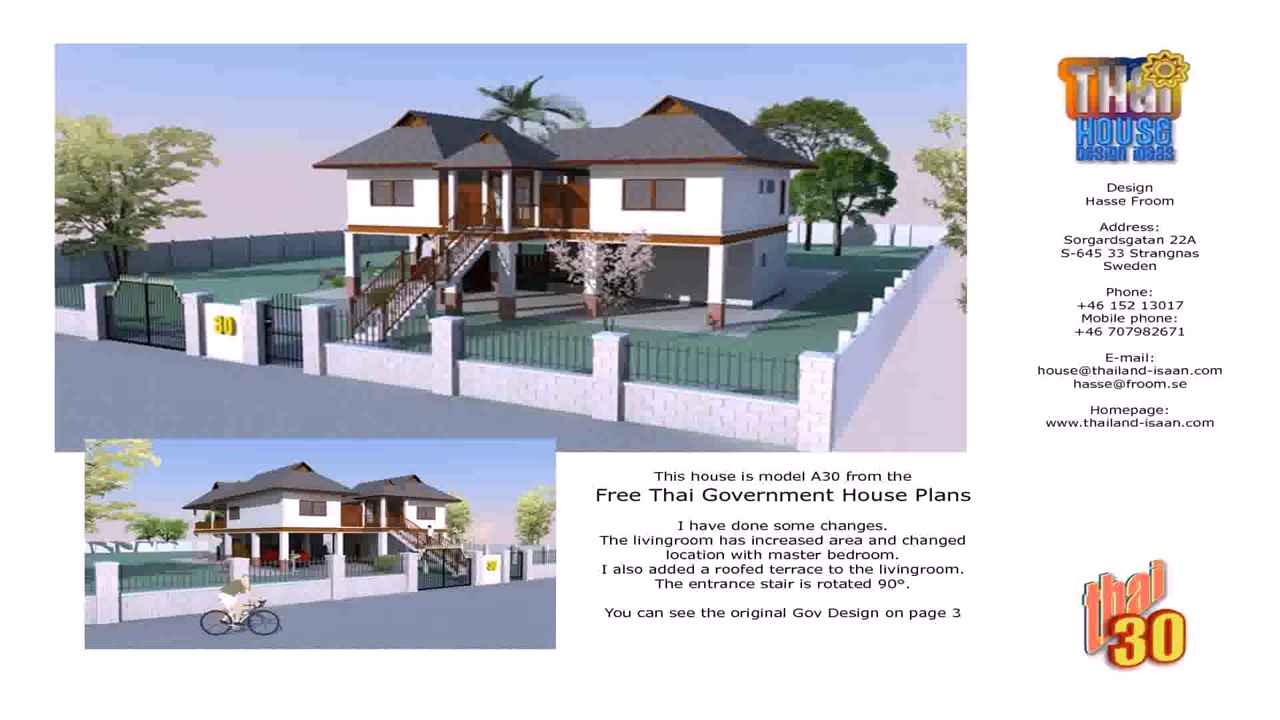 30
30
This house is model A30 from the
Free Thai Government House Plans
I have done some changes.
The livingroom has increased area and changed
location with master bedroom.
I also added a roofed terrace to the livingroom.
The entrance stair is rotated 90°.
You can see the original Gov Design on page 3
THai
HOUSE
Design ideas
Design
Hasse Froom
Address:
Sorgardsgatan 22A
S-645 33 Strangnas
Sweden
Phone:
+46 152 13017
Mobile phone:
+46 707982671
E-mail:
house@thailand-isaan.com
hasse@froom.se
Homepage:
www.thailand-isaan.com
thai
30